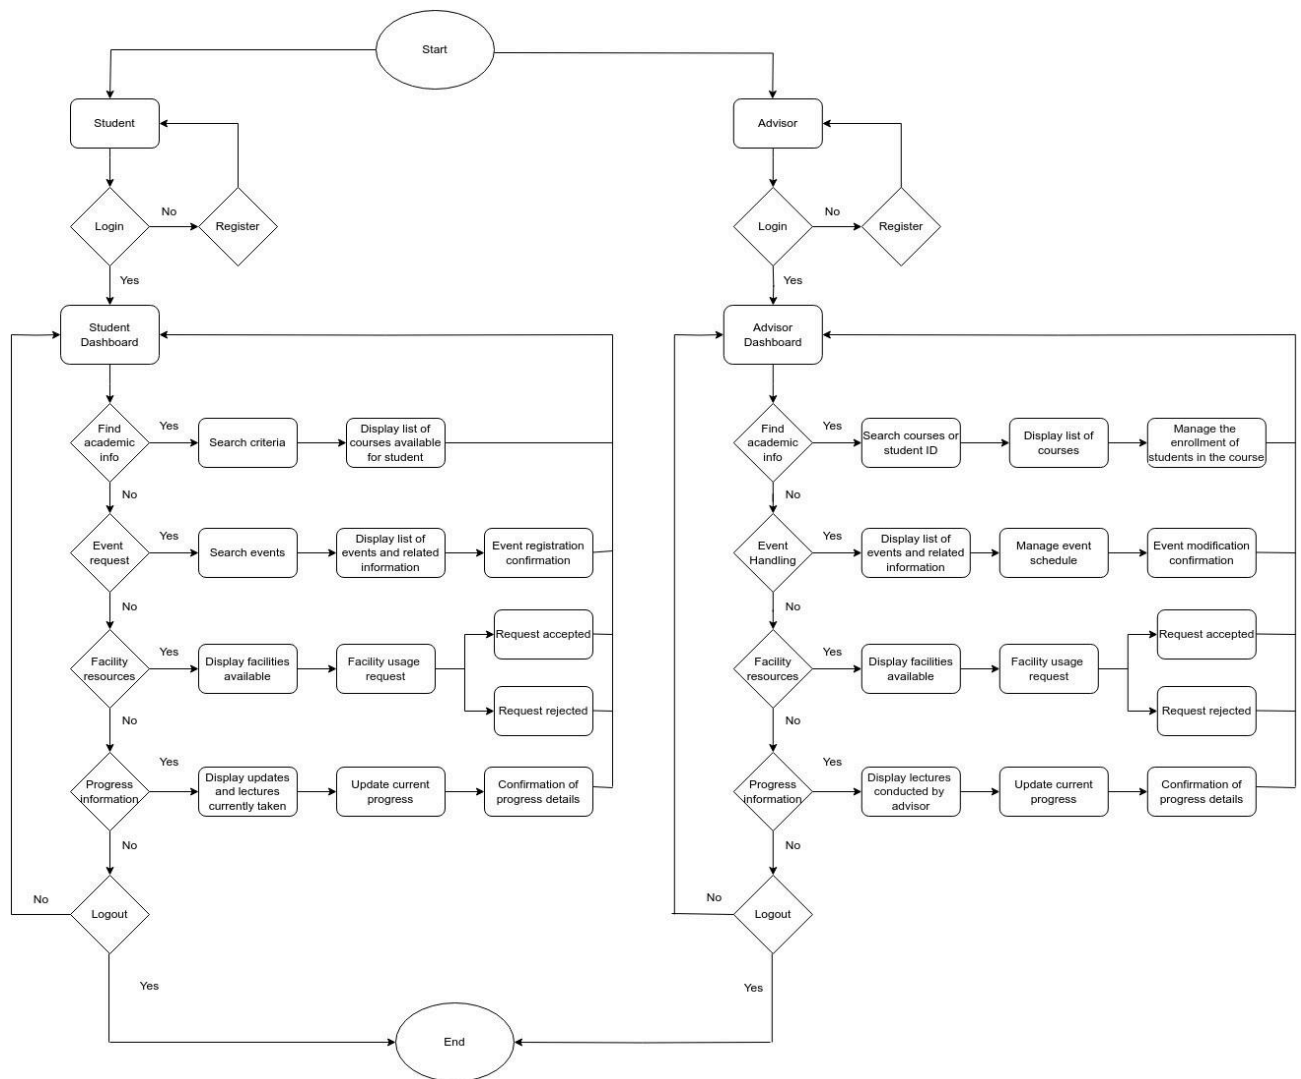 Start
Student
Advisor
Login
No
Register
Login
No
Register
Yes
Yes
Student
Dashboard
Advisor
Dashboard
Find
academic
info
Yes
Search criteria
Display list of
courses available
for student
Find
academic
info
Yes
Search courses or
student ID
Display list of
courses
Manage the
enrollment of
students in the course
No
No
Event
request
Yes
Search events
Display list of
events and related
information
Event registration
confirmation
Event
Handling
Yes
Display list of
events and related
information
Manage event
schedule
Event modification
confirmation
No
No
Facility
resources
Yes
Display facilities
available
Facility usage
request
Request accepted
Request rejected
Facility
resources
Yes
Display facilities
available
Facility usage
request
Request accepted
Request rejected
No
No
Progress
information
Yes
Display updates
and lectures
currently taken
Update current
progress
Confirmation of
progress details
Progress
information
Yes
Display lectures
conducted by
advisor
Update current
progress
Confirmation of
progress details
No
No
No
Logout
No
Logout
Yes
Yes
End